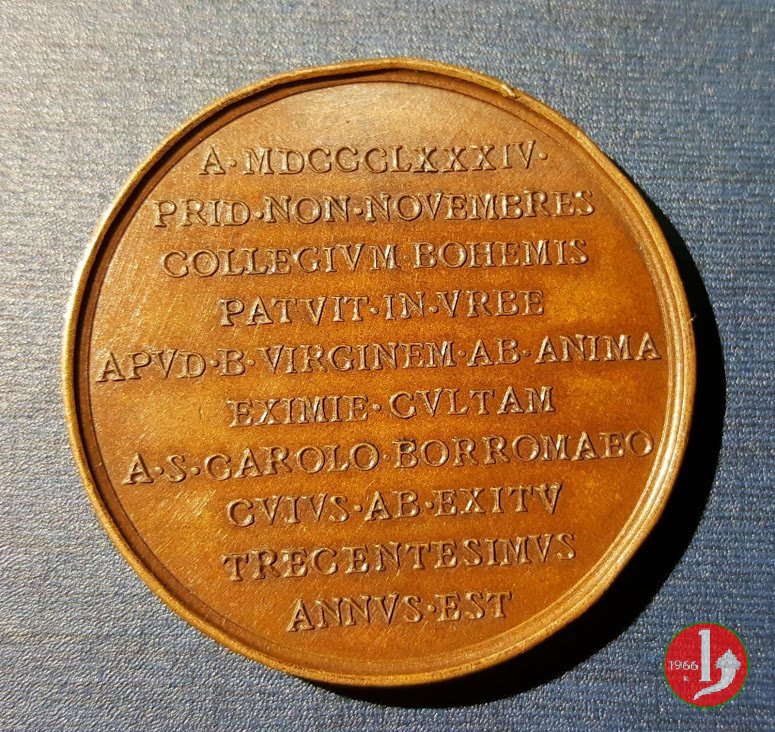 A·MDCCCLXXXIV·
PRID·NON·NOVEMBRES
COLLEGIVM·BOHEMIS
PATVIT·IN·VRBE
APVD·B·VIRGINEM·AB·ANIMA
EXIMIE·CVLTAM
A·S·CAROLO·BORROMAEO
CVIVS·AB·EXITV
TRECENTESIMVS
ANNVS·EST
1966